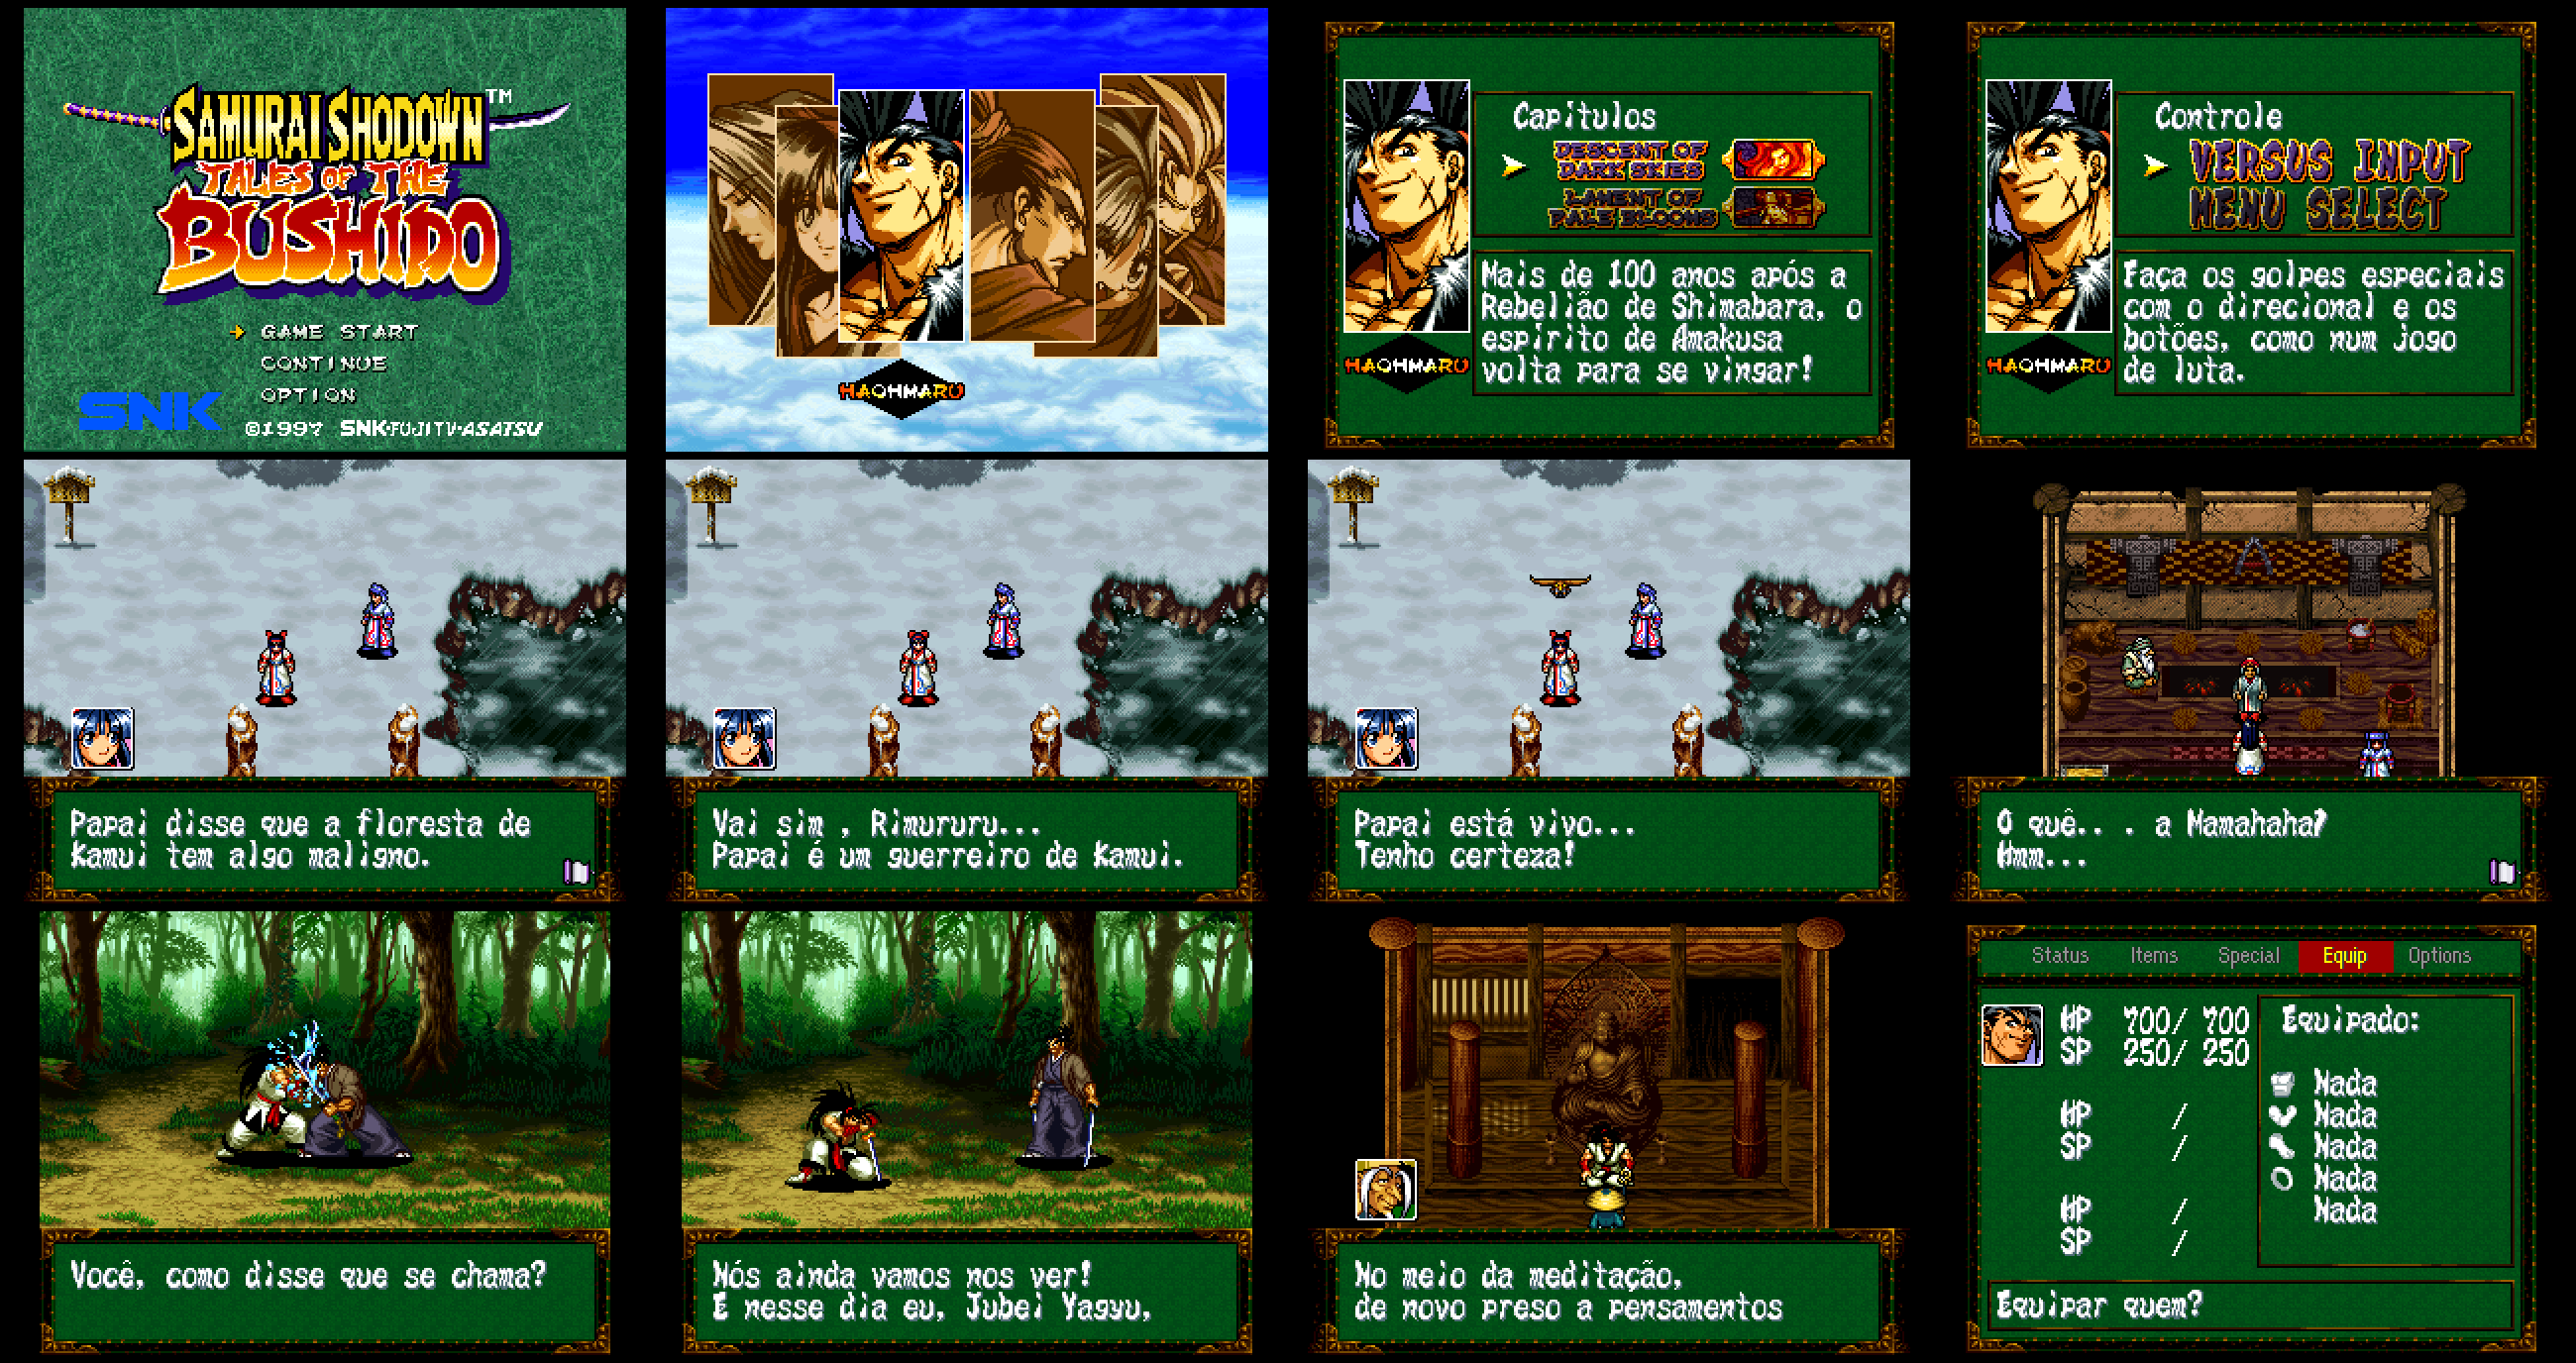 SAMURAI SHODOWN™
TALES OF THE
BUSHIDO
GAME START
CONTINUE
OPTION
SNK
©1997 SNK·FUJITV·ASATSU
HAOHMARU
Capítulos
DESCENT OF
DARK SKIES
LAMENT OF
PALE BLOOMS
Mais de 100 anos após a
Rebelião de Shimabara, o
espírito de Amakusa
volta para se vingar!
HAOHMARU
Controle
VERSUS INPUT
MENU SELECT
Faça os golpes especiais
com o direcional e os
botões, como num jogo
de luta.
HAOHMARU
Papai disse que a floresta de
Kamui tem algo maligno.
Vai sim , Rimururu...
Papai é um guerreiro de Kamui.
Papai está vivo...
Tenho certeza!
O quê.. . a Mamahaha?
Hmm...
Você, como disse que se chama?
Nós ainda vamos nos ver!
E nesse dia eu, Jubei Yagyu,
No meio da meditação,
de novo preso a pensamentos
Status Items Special Equip Options
HP 700/ 700
SP 250/ 250
HP /
SP /
HP /
SP /
Equipado:
Nada
Nada
Nada
Nada
Nada
Equipar quem?